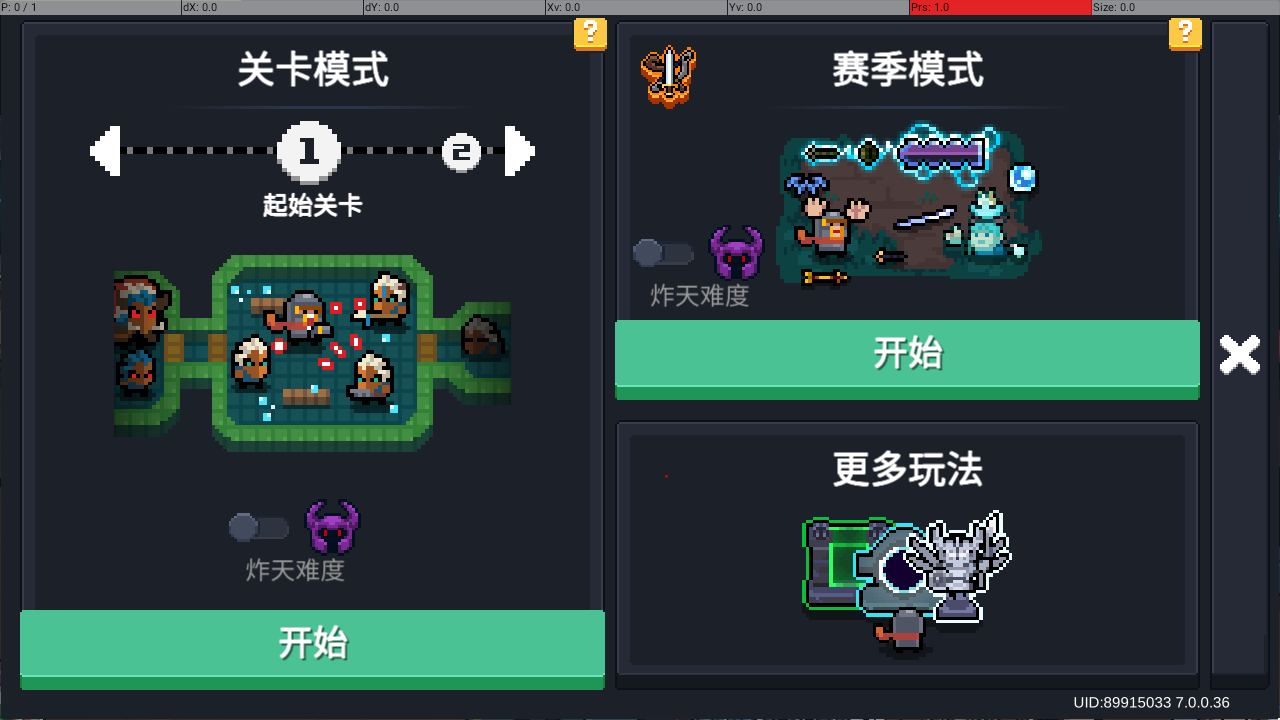 P: 0 / 1 dX: 0.0 dY: 0.0 Xv: 0.0 Yv: 0.0 Prs: 1.0 Size: 0.0
?
关卡模式
1
2
起始关卡
炸天难度
开始
?
赛季模式
炸天难度
开始
更多玩法
UID:89915033 7.0.0.36